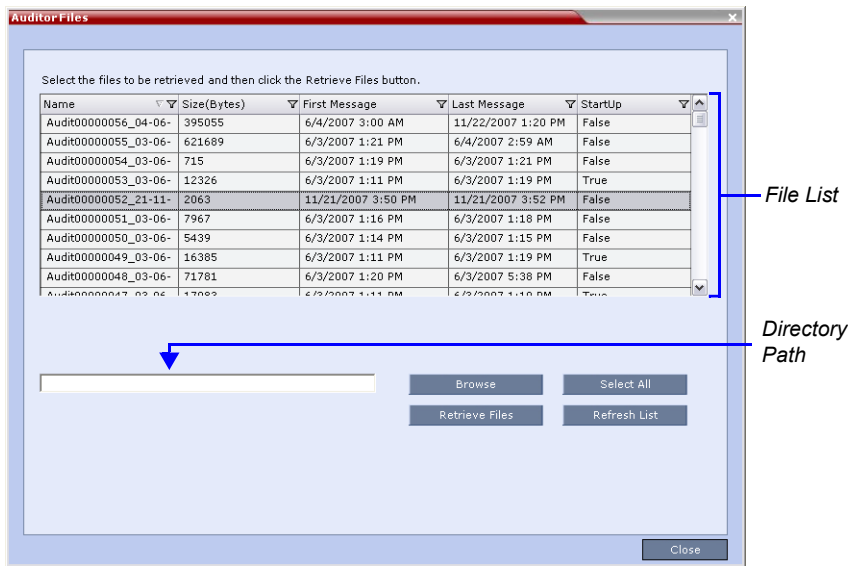 Auditor Files
Select the files to be retrieved and then click the Retrieve Files button.
Name Size(Bytes) First Message Last Message StartUp
Audit00000056_04-06- 395055 6/4/2007 3:00 AM 11/22/2007 1:20 PM False
Audit00000055_03-06- 621689 6/3/2007 1:21 PM 6/4/2007 2:59 AM False
Audit00000054_03-06- 715 6/3/2007 1:19 PM 6/3/2007 1:21 PM False
Audit00000053_03-06- 12326 6/3/2007 1:11 PM 6/3/2007 1:19 PM True
Audit00000052_21-11- 2063 11/21/2007 3:50 PM 11/21/2007 3:52 PM False
File List
Audit00000051_03-06- 7967 6/3/2007 1:16 PM 6/3/2007 1:18 PM False
Audit00000050_03-06- 5439 6/3/2007 1:14 PM 6/3/2007 1:15 PM False
Audit00000049_03-06- 16385 6/3/2007 1:11 PM 6/3/2007 1:19 PM True
Audit00000048_03-06- 71781 6/3/2007 1:20 PM 6/3/2007 5:38 PM False
Directory
Path
Browse Select All
Retrieve Files Refresh List
Close